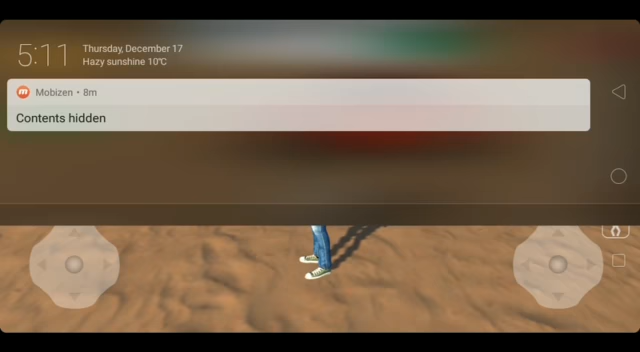 5:11
Thursday, December 17
Hazy sunshine 10℃
m Mobizen • 8m
Contents hidden